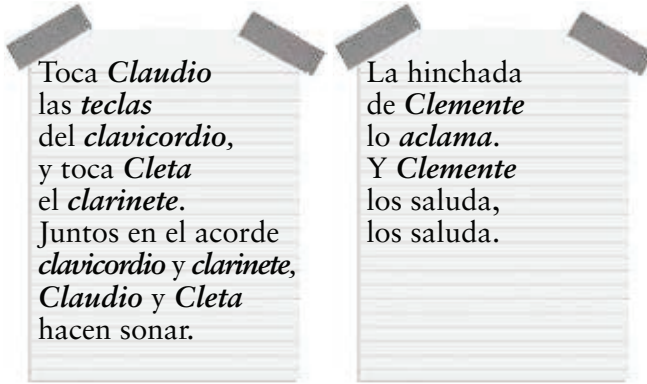 Toca Claudio
las teclas
del clavicordio,
y toca Cleta
el clarinete.
Juntos en el acorde
clavicordio y clarinete,
Claudio y Cleta
hacen sonar.
La hinchada
de Clemente
lo aclama.
Y Clemente
los saluda,
los saluda.